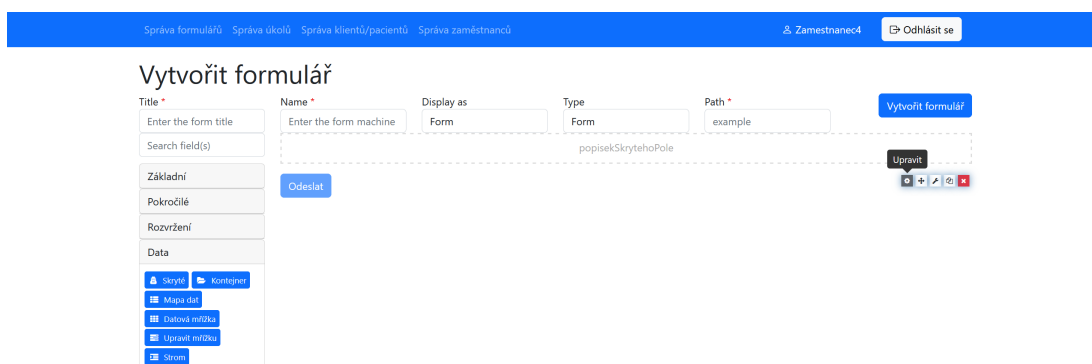 Správa formulářů Správa úkolů Správa klientů/pacientů Správa zaměstnanců Zamestnanec4 Odhlásit se
Vytvořit formulář
Title * Name * Display as Type Path * Vytvořit formulář
Enter the form title Enter the form machine Form Form example
Search field(s) popisekSkrytehoPole
Upravit
Základní
Odeslat
Pokročilé
Rozvržení
Data
Skryté Kontejner
Mapa dat
Datová mřížka
Upravit mřížku
Strom